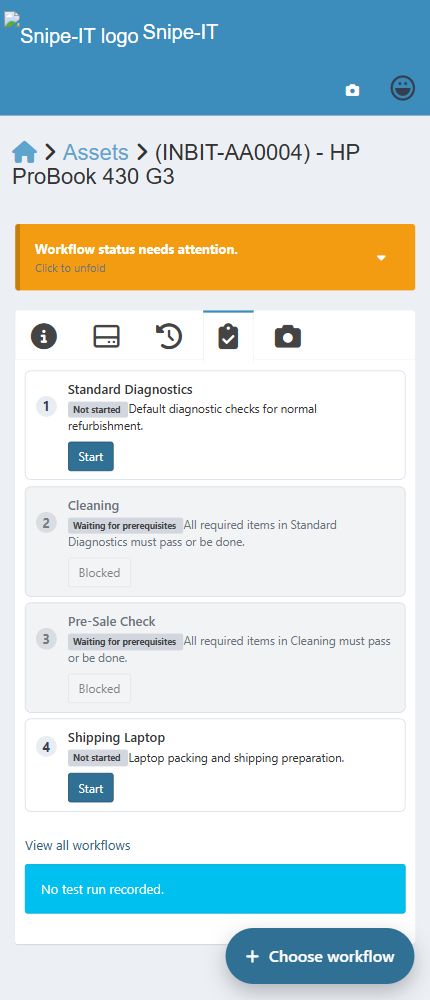 Snipe-IT logo Snipe-IT
Assets > (INBIT-AA0004) - HP
ProBook 430 G3
Workflow status needs attention.
Click to unfold
1
Standard Diagnostics
Not started Default diagnostic checks for normal
refurbishment.
Start
2
Cleaning
Waiting for prerequisites All required items in Standard
Diagnostics must pass or be done.
Blocked
3
Pre-Sale Check
Waiting for prerequisites All required items in Cleaning must pass
or be done.
Blocked
4
Shipping Laptop
Not started Laptop packing and shipping preparation.
Start
View all workflows
No test run recorded.
+ Choose workflow